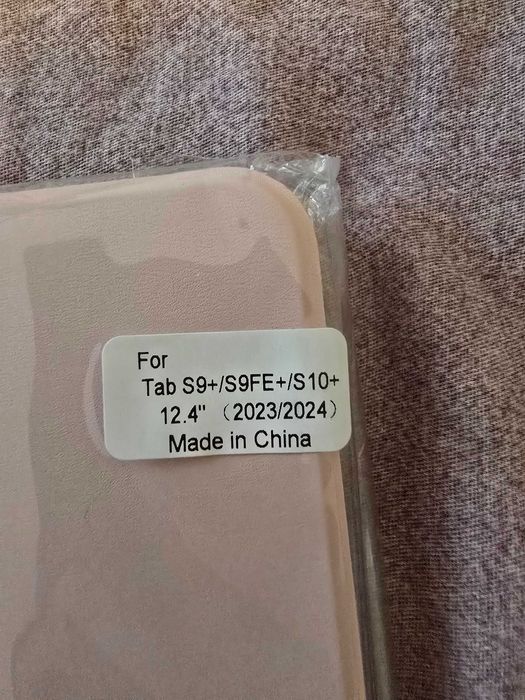 For
Tab S9+/S9FE+/S10+
12.4"（2023/2024）
Made in China